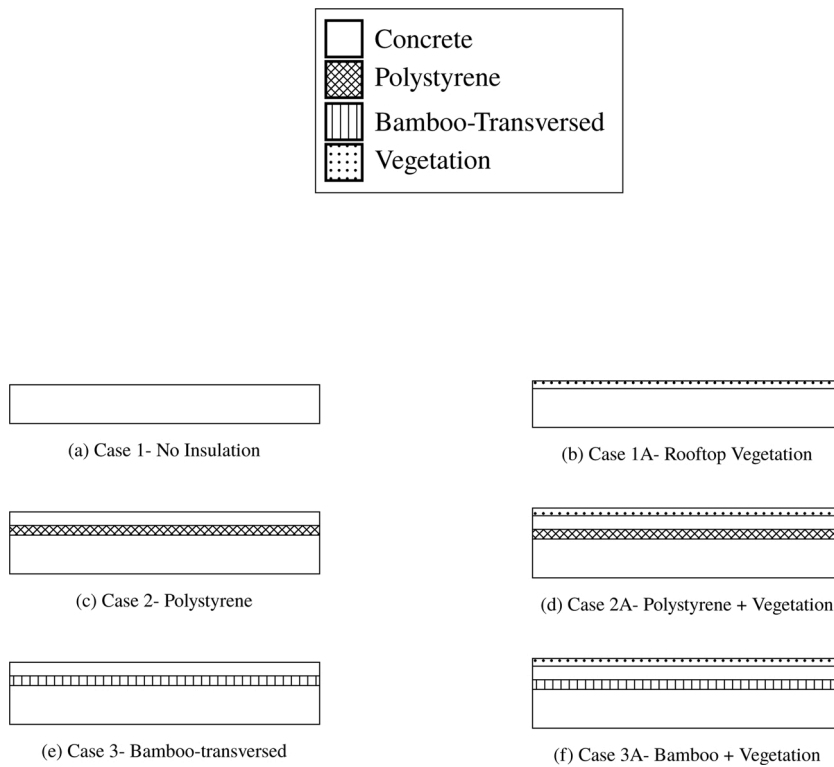 Concrete
Polystyrene
Bamboo-Transversed
Vegetation
(a) Case 1- No Insulation
(b) Case 1A- Rooftop Vegetation
(c) Case 2- Polystyrene
(d) Case 2A- Polystyrene + Vegetation
(e) Case 3- Bamboo-transversed
(f) Case 3A- Bamboo + Vegetation